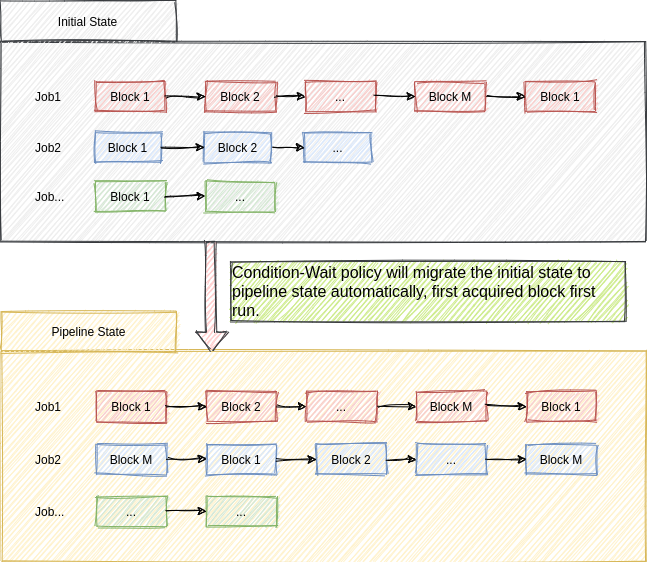 Initial State
Job1 Block 1 Block 2 ... Block M Block 1
Job2 Block 1 Block 2 ...
Job... Block 1 ...
Condition-Wait policy will migrate the initial state to
pipeline state automatically, first acquired block first
run.
Pipeline State
Job1 Block 1 Block 2 ... Block M Block 1
Job2 Block M Block 1 Block 2 ... Block M
Job... ... ...